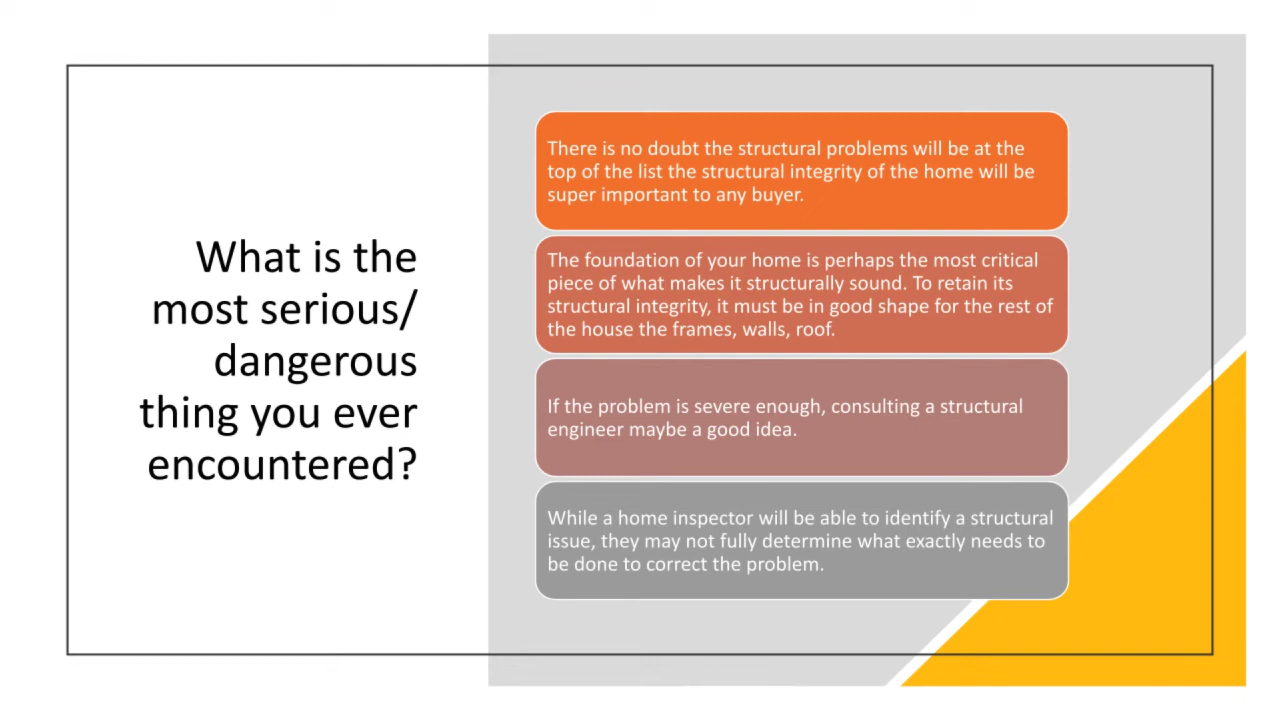 What is the
most serious/
dangerous
thing you ever
encountered?
There is no doubt the structural problems will be at the
top of the list the structural integrity of the home will be
super important to any buyer.
The foundation of your home is perhaps the most critical
piece of what makes it structurally sound. To retain its
structural integrity, it must be in good shape for the rest of
the house the frames, walls, roof.
If the problem is severe enough, consulting a structural
engineer maybe a good idea.
While a home inspector will be able to identify a structural
issue, they may not fully determine what exactly needs to
be done to correct the problem.